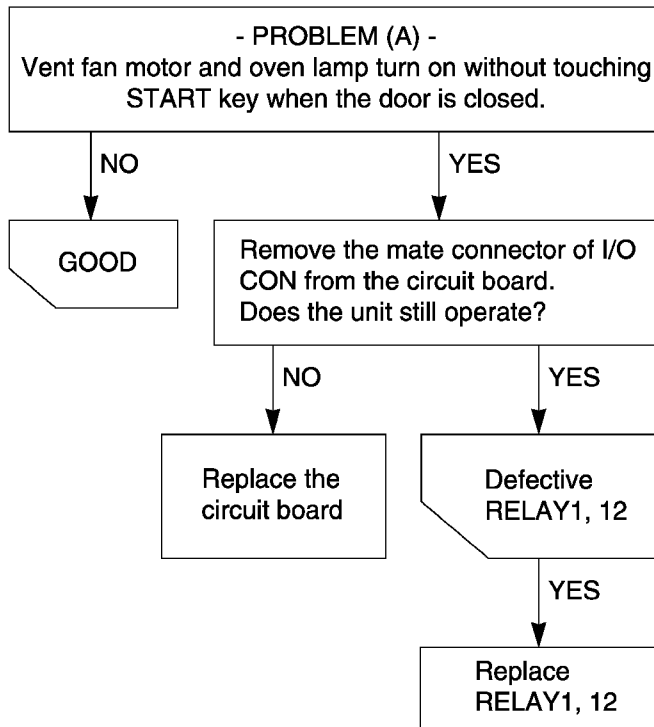 - PROBLEM (A) -
Vent fan motor and oven lamp turn on without touching
START key when the door is closed.
NO
YES
GOOD
Remove the mate connector of I/O
CON from the circuit board.
Does the unit still operate?
NO
YES
Replace the
circuit board
Defective
RELAY1, 12
YES
Replace
RELAY1, 12